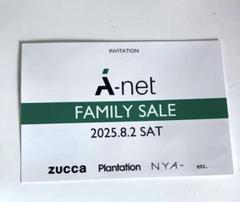 INVITATION
A-net
FAMILY SALE
2025.8.2 SAT
zucca Plantation NYA- etc.